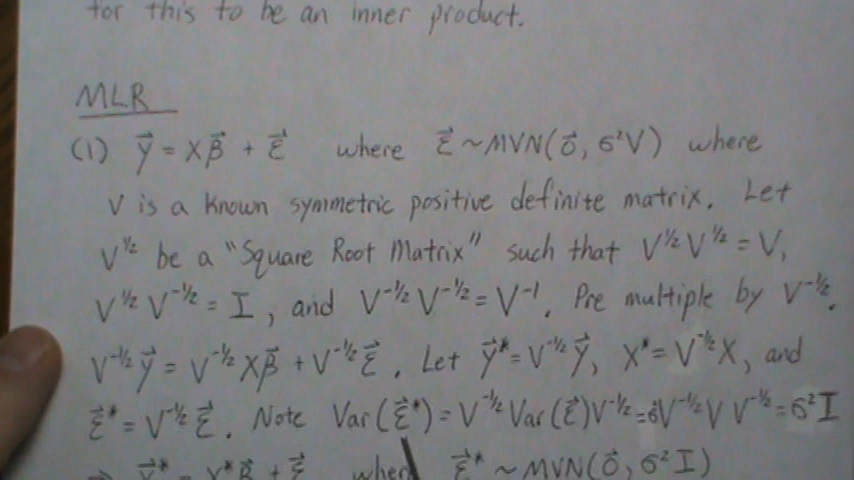 for this to be an inner product.
MLR
(1) y⃗ = Xβ⃗ + ε⃗ where ε⃗ ~ MVN(0⃗, σ²V) where
V is a known symmetric positive definite matrix. Let
V^½ be a "Square Root Matrix" such that V^½ V^½ = V,
V^½ V^-½ = I, and V^-½ V^-½ = V^-1. Pre multiple by V^-½.
V^-½ y⃗ = V^-½ Xβ⃗ + V^-½ ε⃗. Let y⃗* = V^-½ y⃗, X* = V^-½ X, and
ε⃗* = V^-½ ε⃗. Note Var(ε⃗*) = V^-½ Var(ε⃗) V^-½ = σ²V^-½ V V^-½ = σ² I
⇒ y⃗* = X*β⃗ + ε⃗ where ε⃗* ~ MVN(0⃗, σ² I)